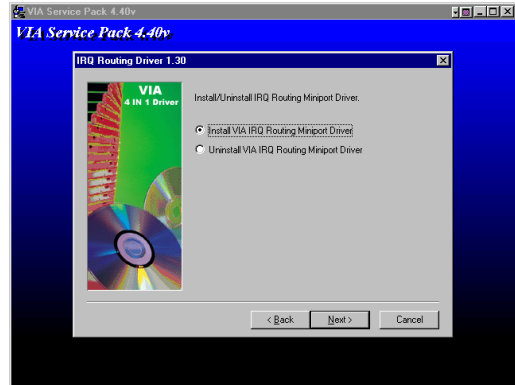 VIA Service Pack 4.40v
VIA Service Pack 4.40v
IRQ Routing Driver 1.30
VIA
4 IN 1 Driver
Install/Uninstall IRQ Routing Miniport Driver.
Install VIA IRQ Routing Miniport Driver
Uninstall VIA IRQ Routing Miniport Driver
< Back
Next >
Cancel